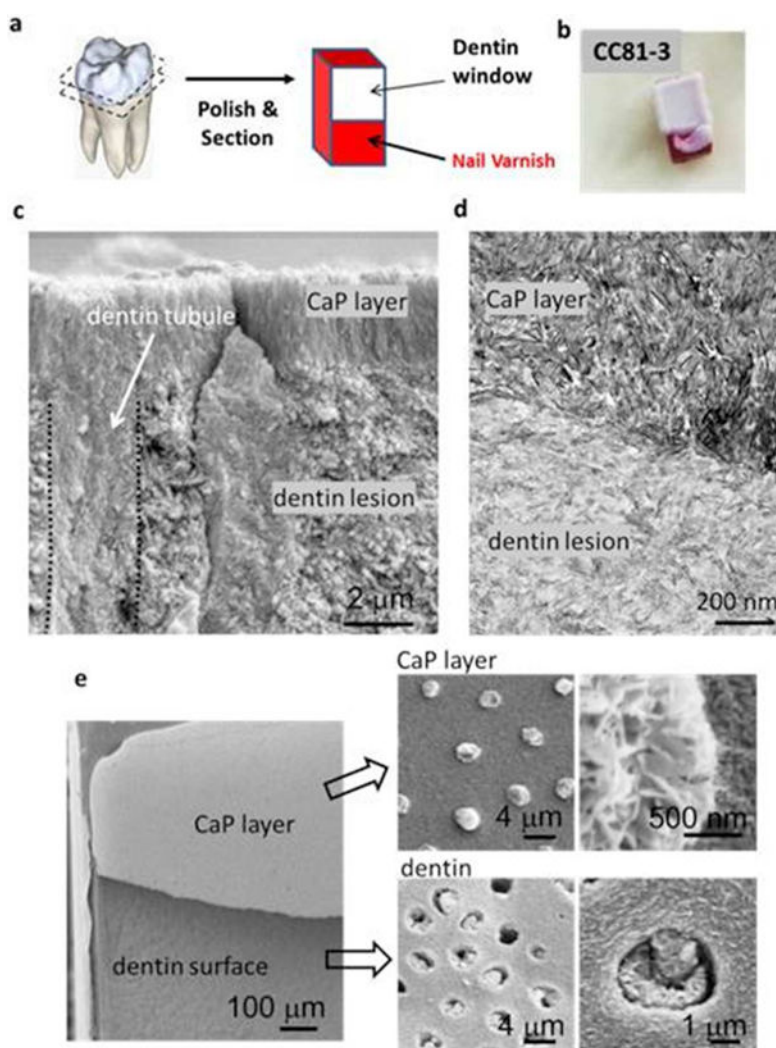 a
Polish &
Section
Dentin
window
Nail Varnish
b
CC81-3
c
dentin tubule
CaP layer
dentin lesion
2 µm
d
CaP layer
dentin lesion
200 nm
e
CaP layer
dentin surface
100 µm
CaP layer
4 µm
500 nm
dentin
4 µm
1 µm